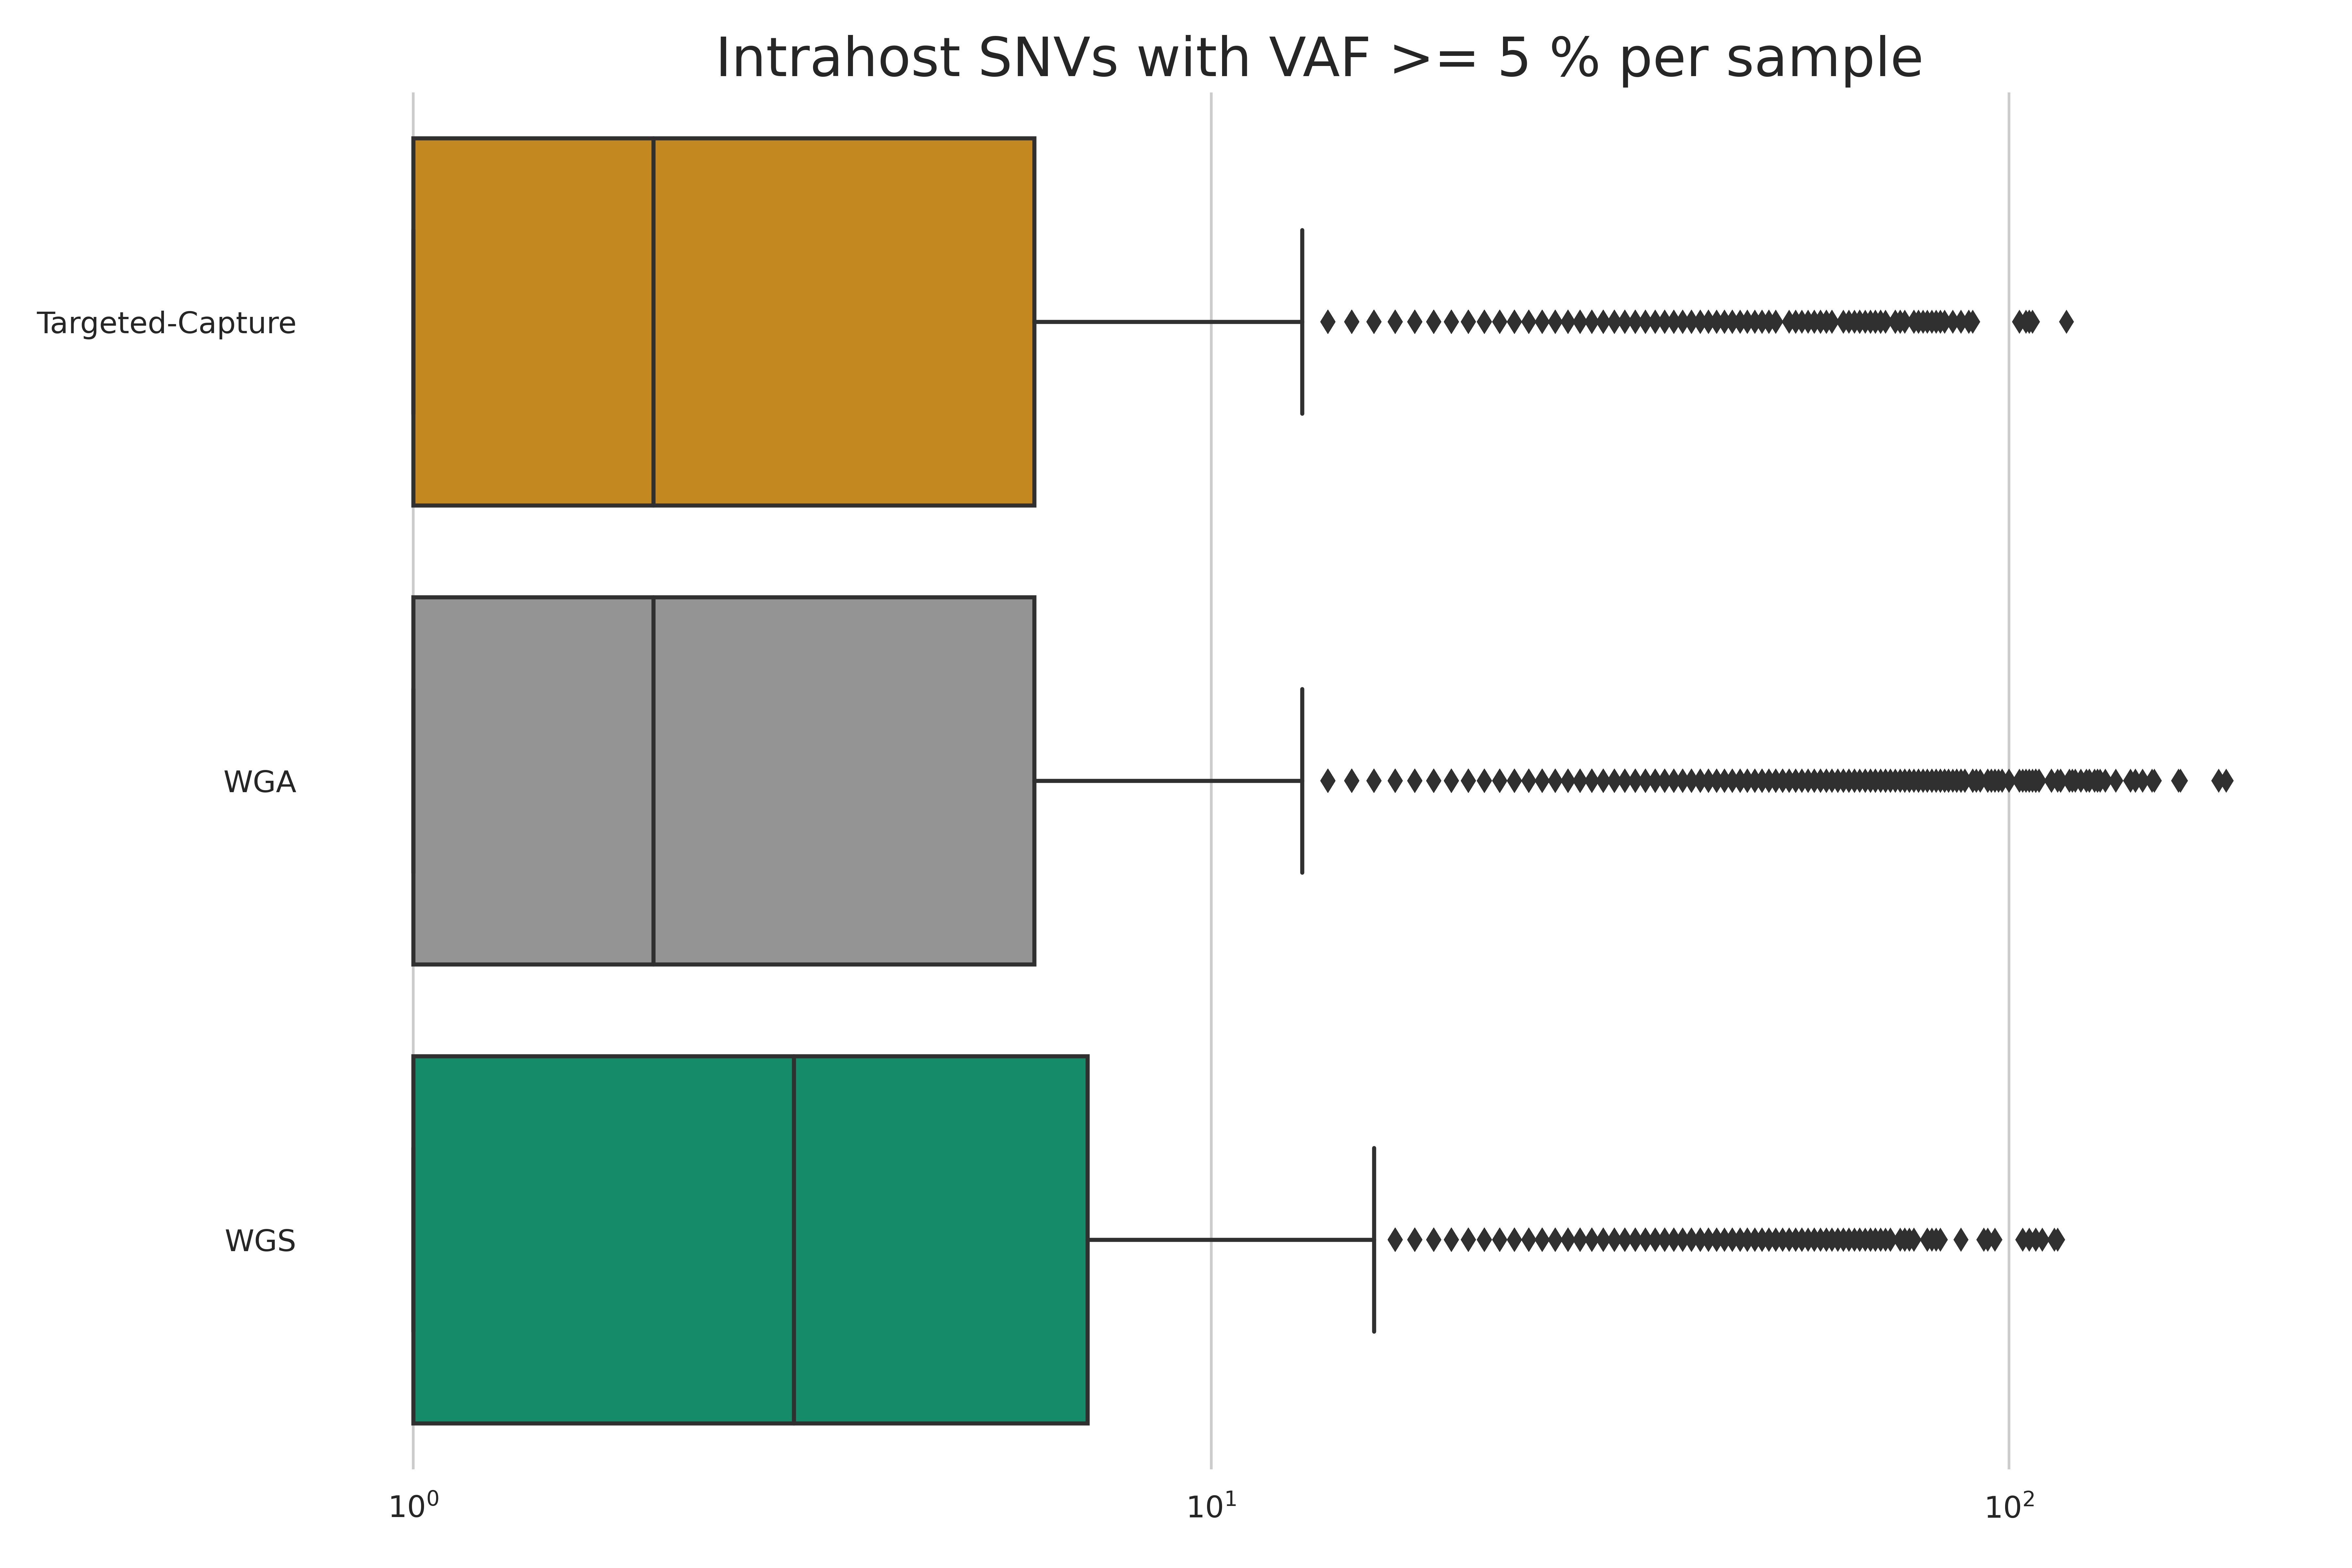 Intrahost SNVs with VAF >= 5 % per sample
Targeted-Capture
WGA
WGS
10⁰ 10¹ 10²